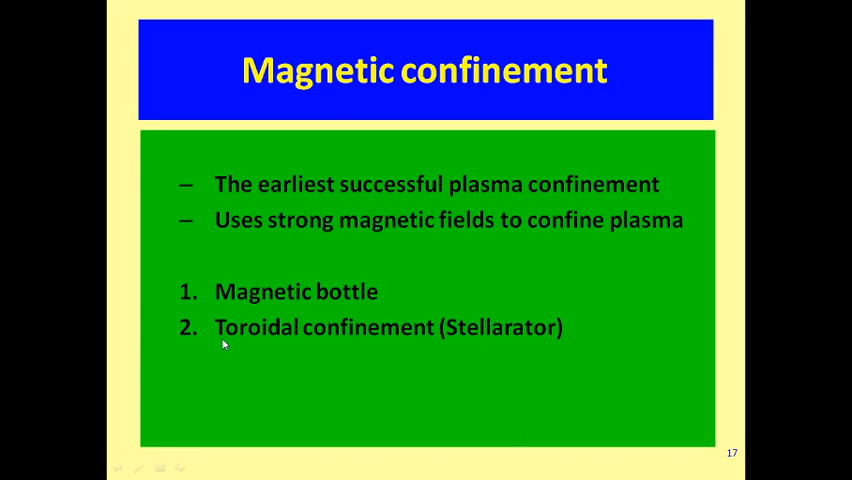 Magnetic confinement
– The earliest successful plasma confinement
– Uses strong magnetic fields to confine plasma
1. Magnetic bottle
2. Toroidal confinement (Stellarator)
17